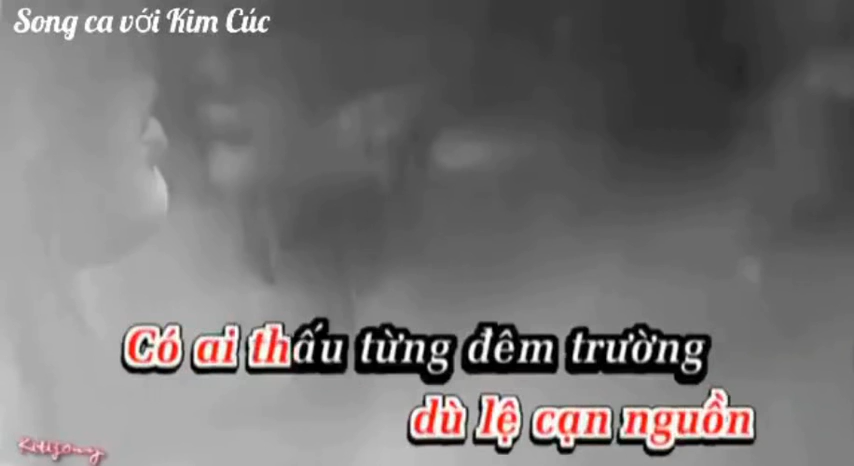 Song ca với Kim Cúc
Có ai thấu từng đêm trường
dù lệ cạn nguồn